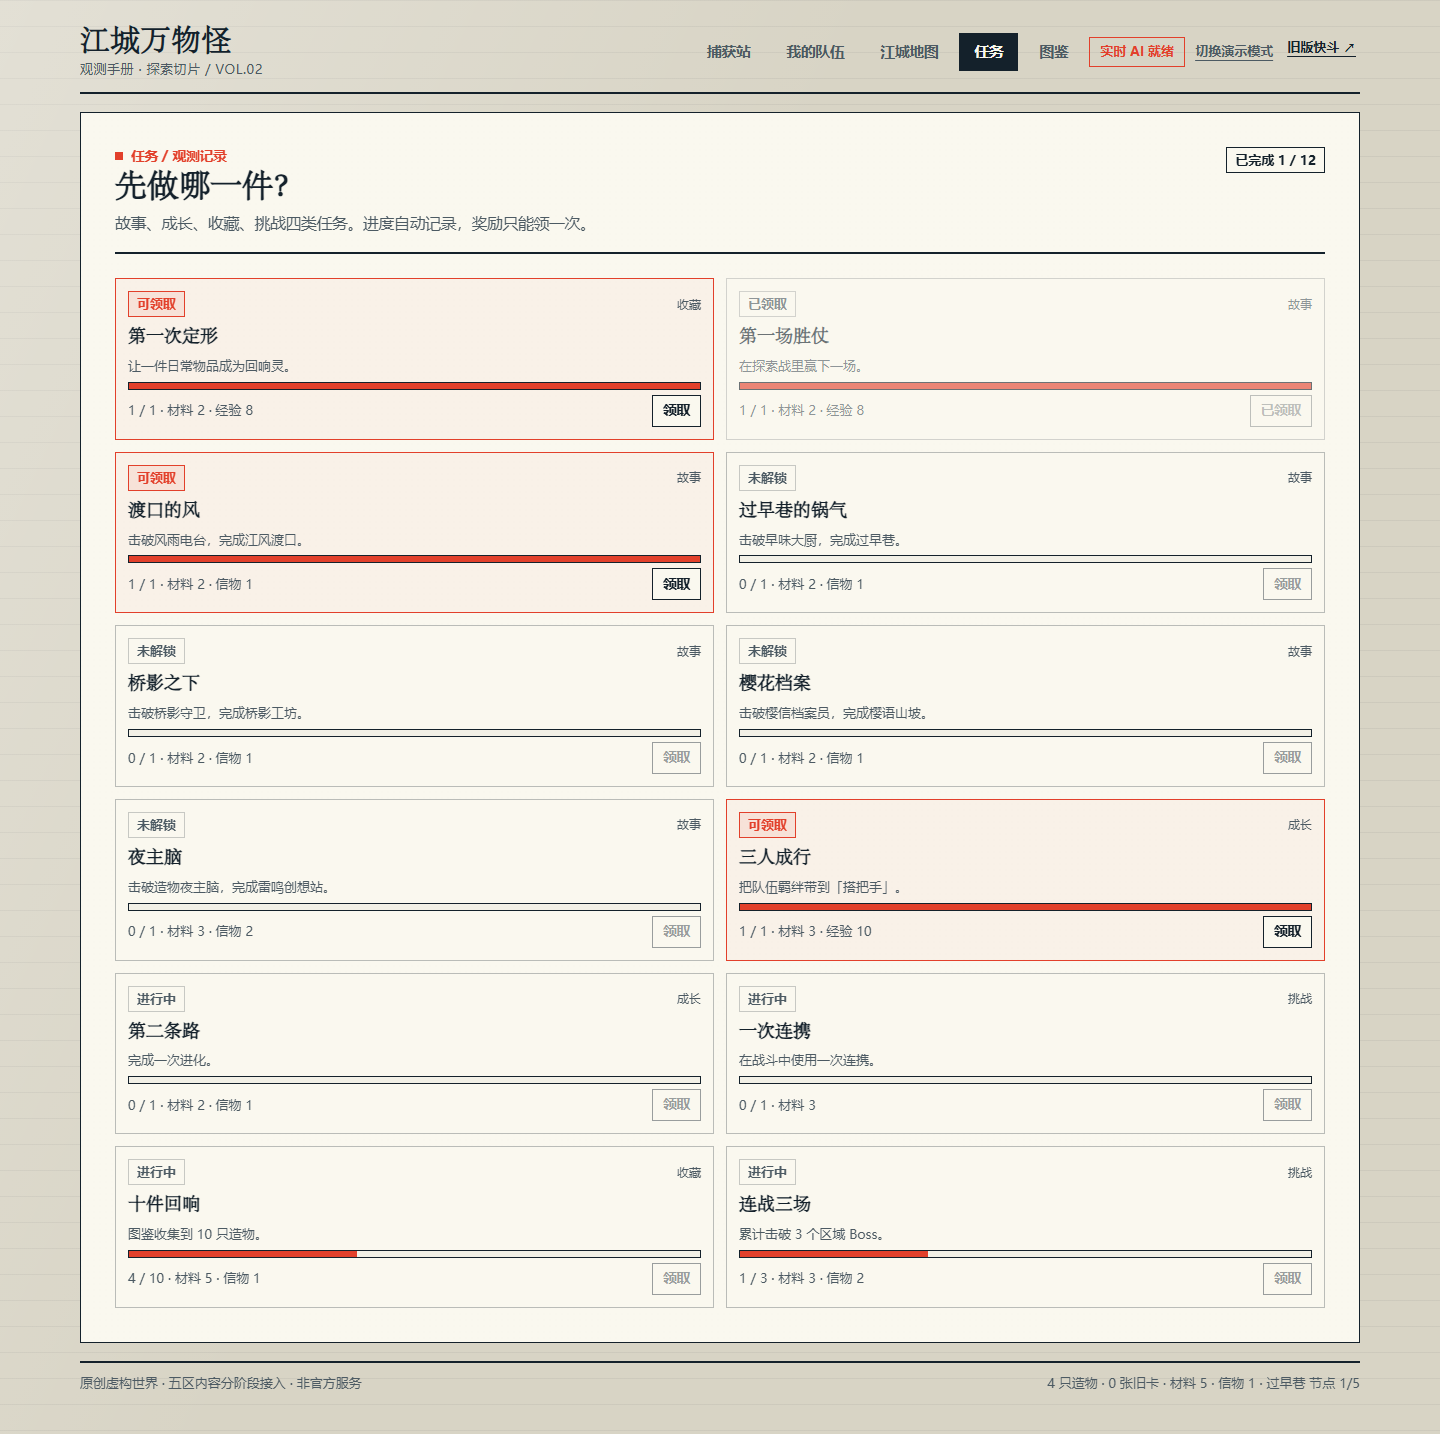 江城万物怪
观测手册 · 探索切片 / VOL.02
捕获站
我的队伍
江城地图
任务
图鉴
实时 AI 就绪
切换演示模式
旧版快斗 ↗
任务 / 观测记录
先做哪一件?
故事、成长、收藏、挑战四类任务。进度自动记录，奖励只能领一次。
已完成 1 / 12
可领取
收藏
第一次定形
让一件日常物品成为回响灵。
1 / 1 · 材料 2 · 经验 8
领取
已领取
故事
第一场胜仗
在探索战里赢下一场。
1 / 1 · 材料 2 · 经验 8
已领取
可领取
故事
渡口的风
击破风雨电台，完成江风渡口。
1 / 1 · 材料 2 · 信物 1
领取
未解锁
故事
过早巷的锅气
击破早味大厨，完成过早巷。
0 / 1 · 材料 2 · 信物 1
领取
未解锁
故事
桥影之下
击破桥影守卫，完成桥影工坊。
0 / 1 · 材料 2 · 信物 1
领取
未解锁
故事
樱花档案
击破樱信档案员，完成樱语山坡。
0 / 1 · 材料 2 · 信物 1
领取
未解锁
故事
夜主脑
击破造物夜主脑，完成雷鸣创想站。
0 / 1 · 材料 3 · 信物 2
领取
可领取
成长
三人成行
把队伍羁绊带到「搭把手」。
1 / 1 · 材料 3 · 经验 10
领取
进行中
成长
第二条路
完成一次进化。
0 / 1 · 材料 2 · 信物 1
领取
进行中
挑战
一次连携
在战斗中使用一次连携。
0 / 1 · 材料 3
领取
进行中
收藏
十件回响
图鉴收集到 10 只造物。
4 / 10 · 材料 5 · 信物 1
领取
进行中
挑战
连战三场
累计击破 3 个区域 Boss。
1 / 3 · 材料 3 · 信物 2
领取
原创虚构世界 · 五区内容分阶段接入 · 非官方服务
4 只造物 · 0 张旧卡 · 材料 5 · 信物 1 · 过早巷 节点 1/5